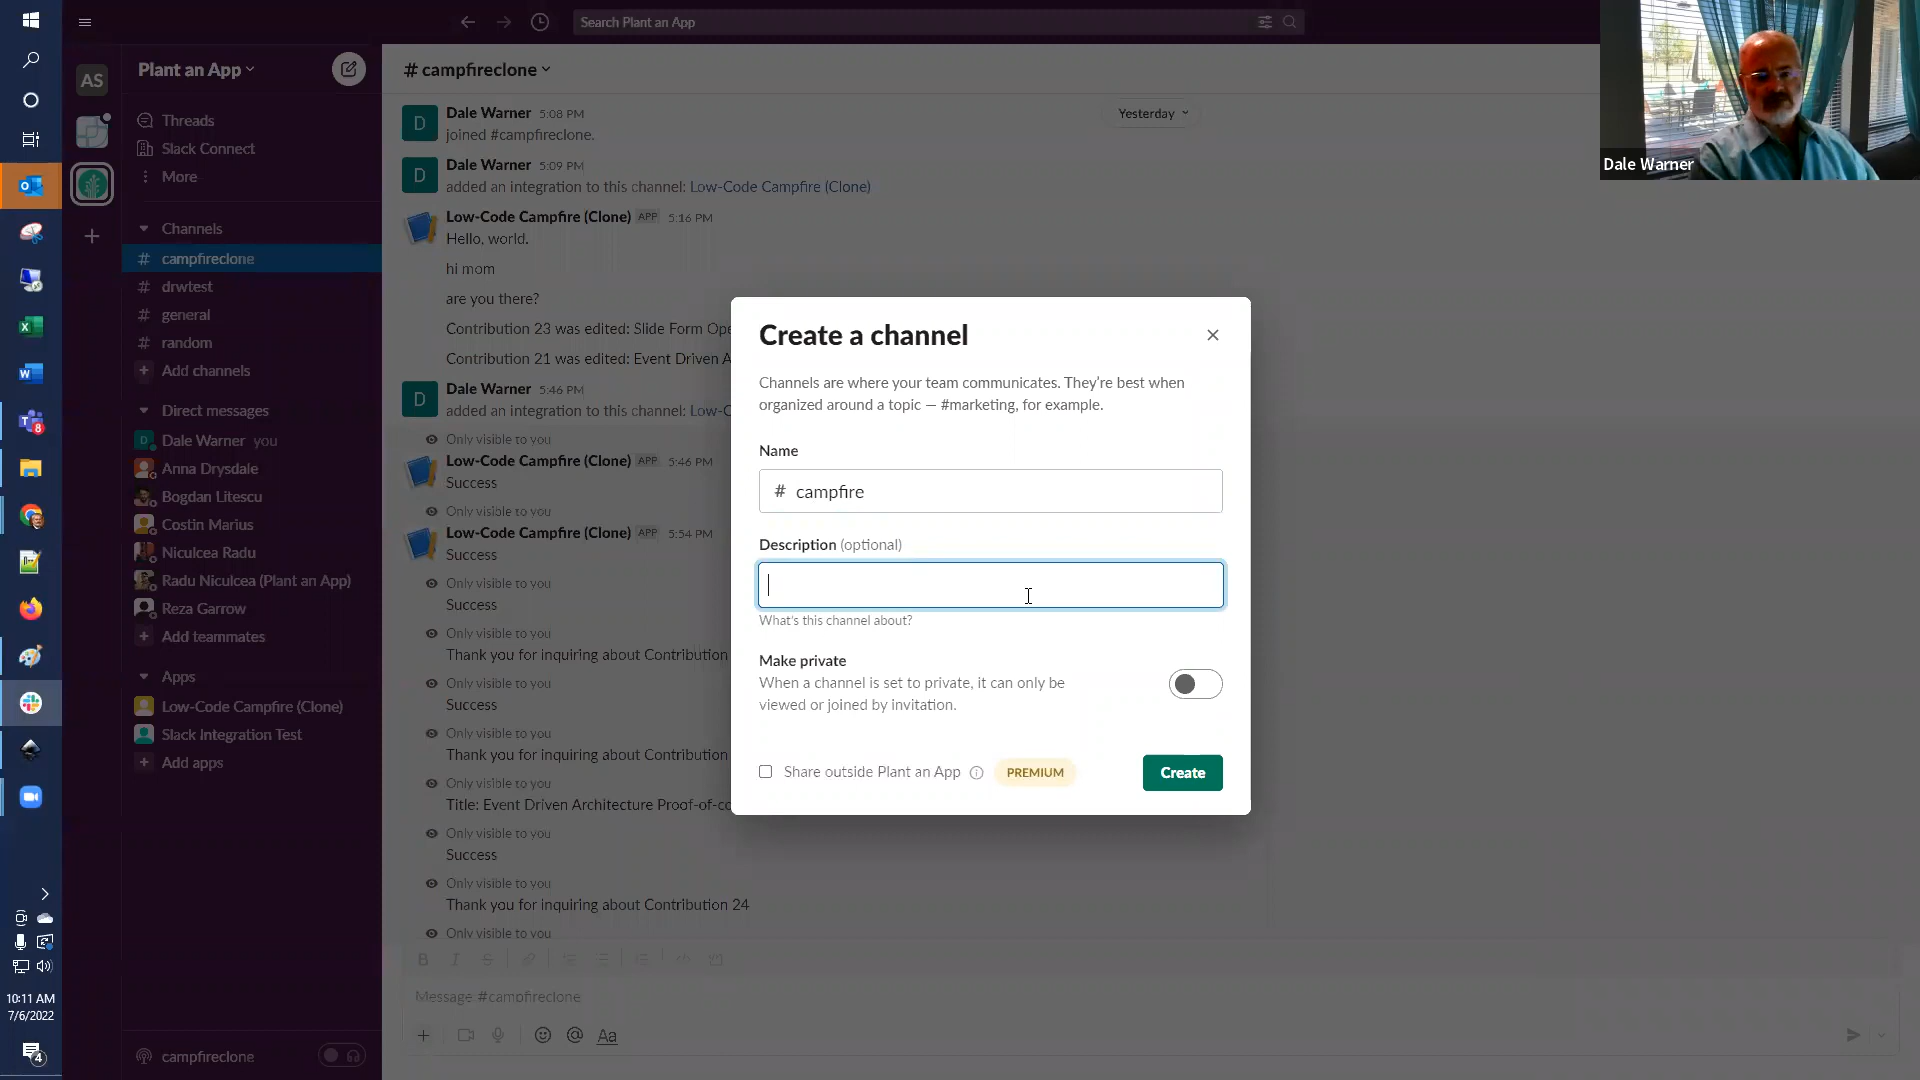 Search Plant an App
AS
Plant an App
Threads
Slack Connect
More
Channels
# campfireclone
# drwtest
# general
# random
+ Add channels
Direct messages
D Dale Warner you
Anna Drysdale
Bogdan Litescu
Costin Marius
Niculcea Radu
Radu Niculcea (Plant an App)
Reza Garrow
+ Add teammates
Apps
Low-Code Campfire (Clone)
Slack Integration Test
+ Add apps
campfireclone
# campfireclone
Yesterday
D Dale Warner 5:08 PM
joined #campfireclone.
D Dale Warner 5:09 PM
added an integration to this channel: Low-Code Campfire (Clone)
Low-Code Campfire (Clone) APP 5:16 PM
Hello, world.
hi mom
are you there?
Contribution 23 was edited: Slide Form Ope
Contribution 21 was edited: Event Driven A
D Dale Warner 5:46 PM
added an integration to this channel: Low-C
Only visible to you
Low-Code Campfire (Clone) APP 5:46 PM
Success
Only visible to you
Low-Code Campfire (Clone) APP 5:54 PM
Success
Only visible to you
Success
Only visible to you
Thank you for inquiring about Contribution
Only visible to you
Success
Only visible to you
Thank you for inquiring about Contribution
Only visible to you
Title: Event Driven Architecture Proof-of-co
Only visible to you
Success
Only visible to you
Thank you for inquiring about Contribution 24
Only visible to you
B I S
Message #campfireclone
+ @ Aa
Create a channel
Channels are where your team communicates. They're best when
organized around a topic — #marketing, for example.
Name
# campfire
Description (optional)
What's this channel about?
Make private
When a channel is set to private, it can only be
viewed or joined by invitation.
Share outside Plant an App PREMIUM
Create
Dale Warner
8
10:11 AM
7/6/2022
4